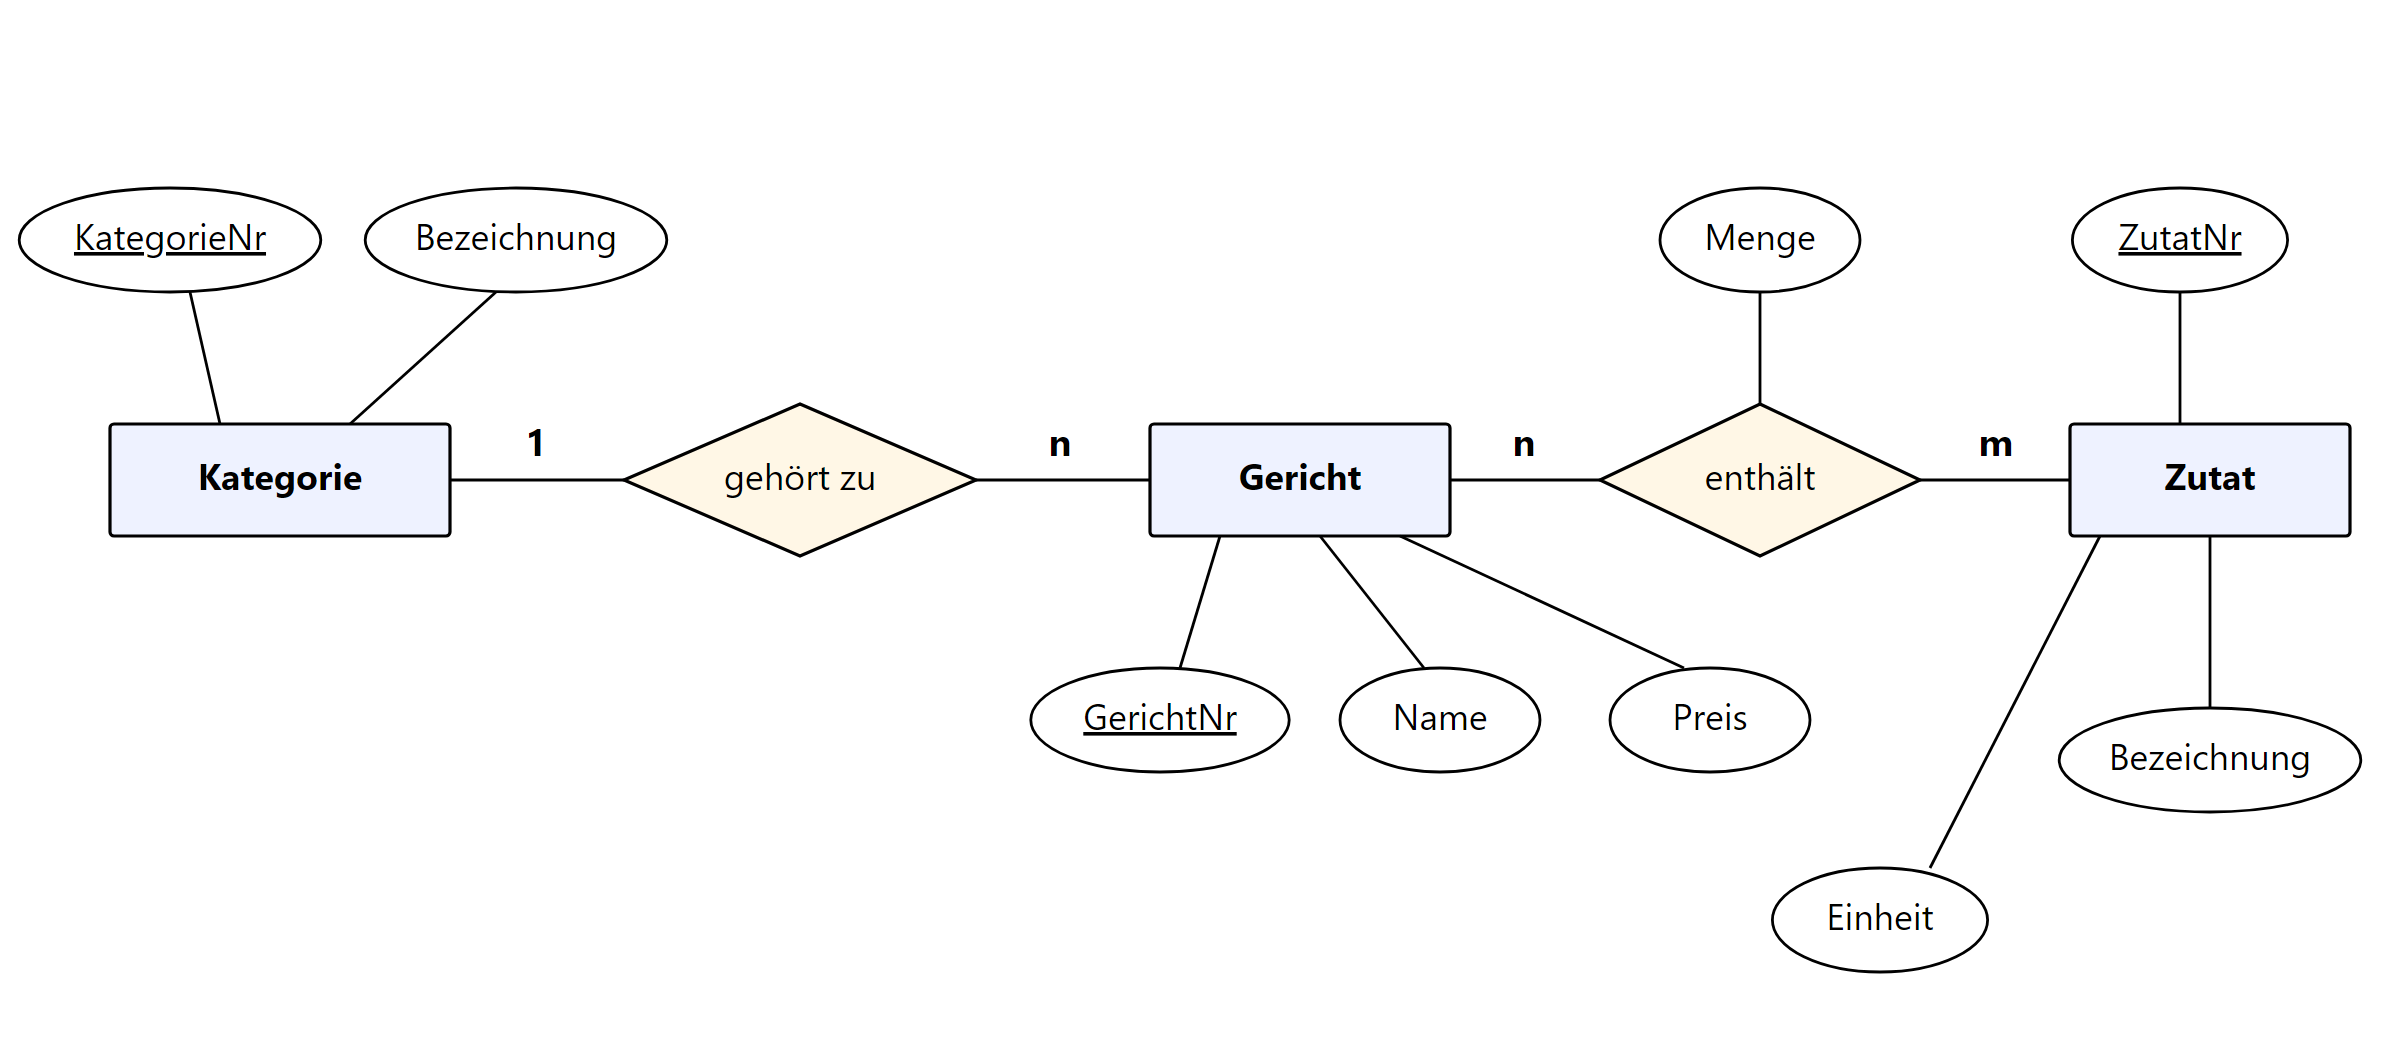 KategorieNr
Bezeichnung
Menge
ZutatNr
Kategorie
1
gehört zu
n
Gericht
n
enthält
m
Zutat
GerichtNr
Name
Preis
Bezeichnung
Einheit